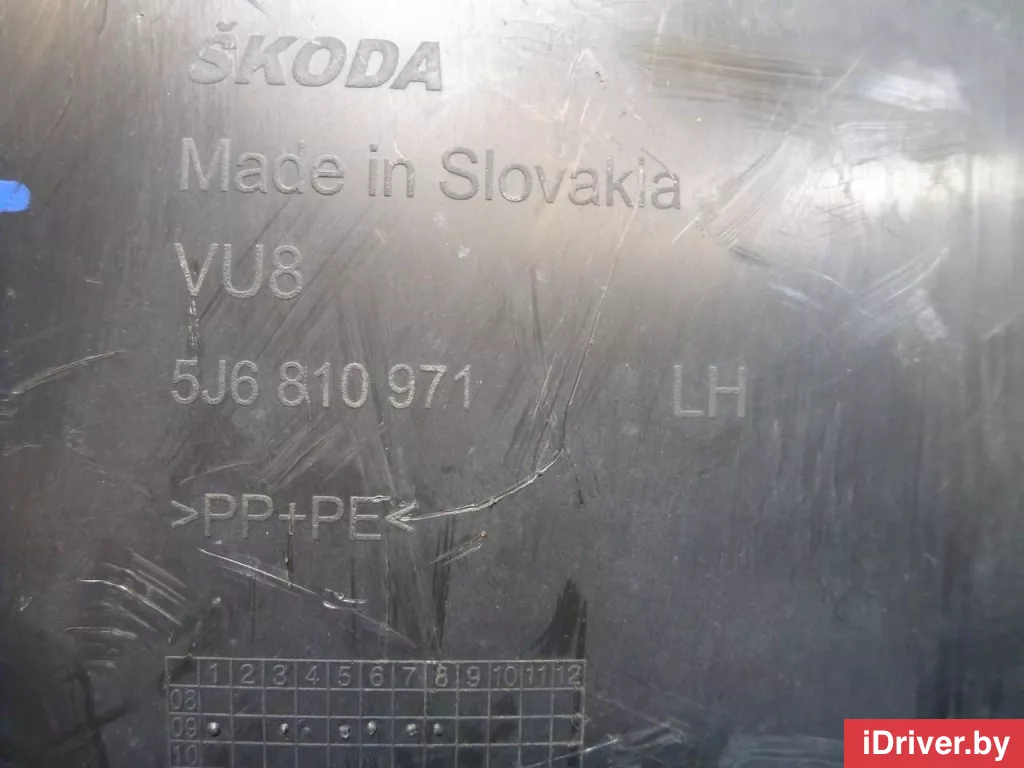 ŠKODA
Made in Slovakia
VU8
5J6 810 971 LH
>PP+PE<
1 2 3 4 5 6 7 8 9 10 11 12
08
09
10
iDriver.by